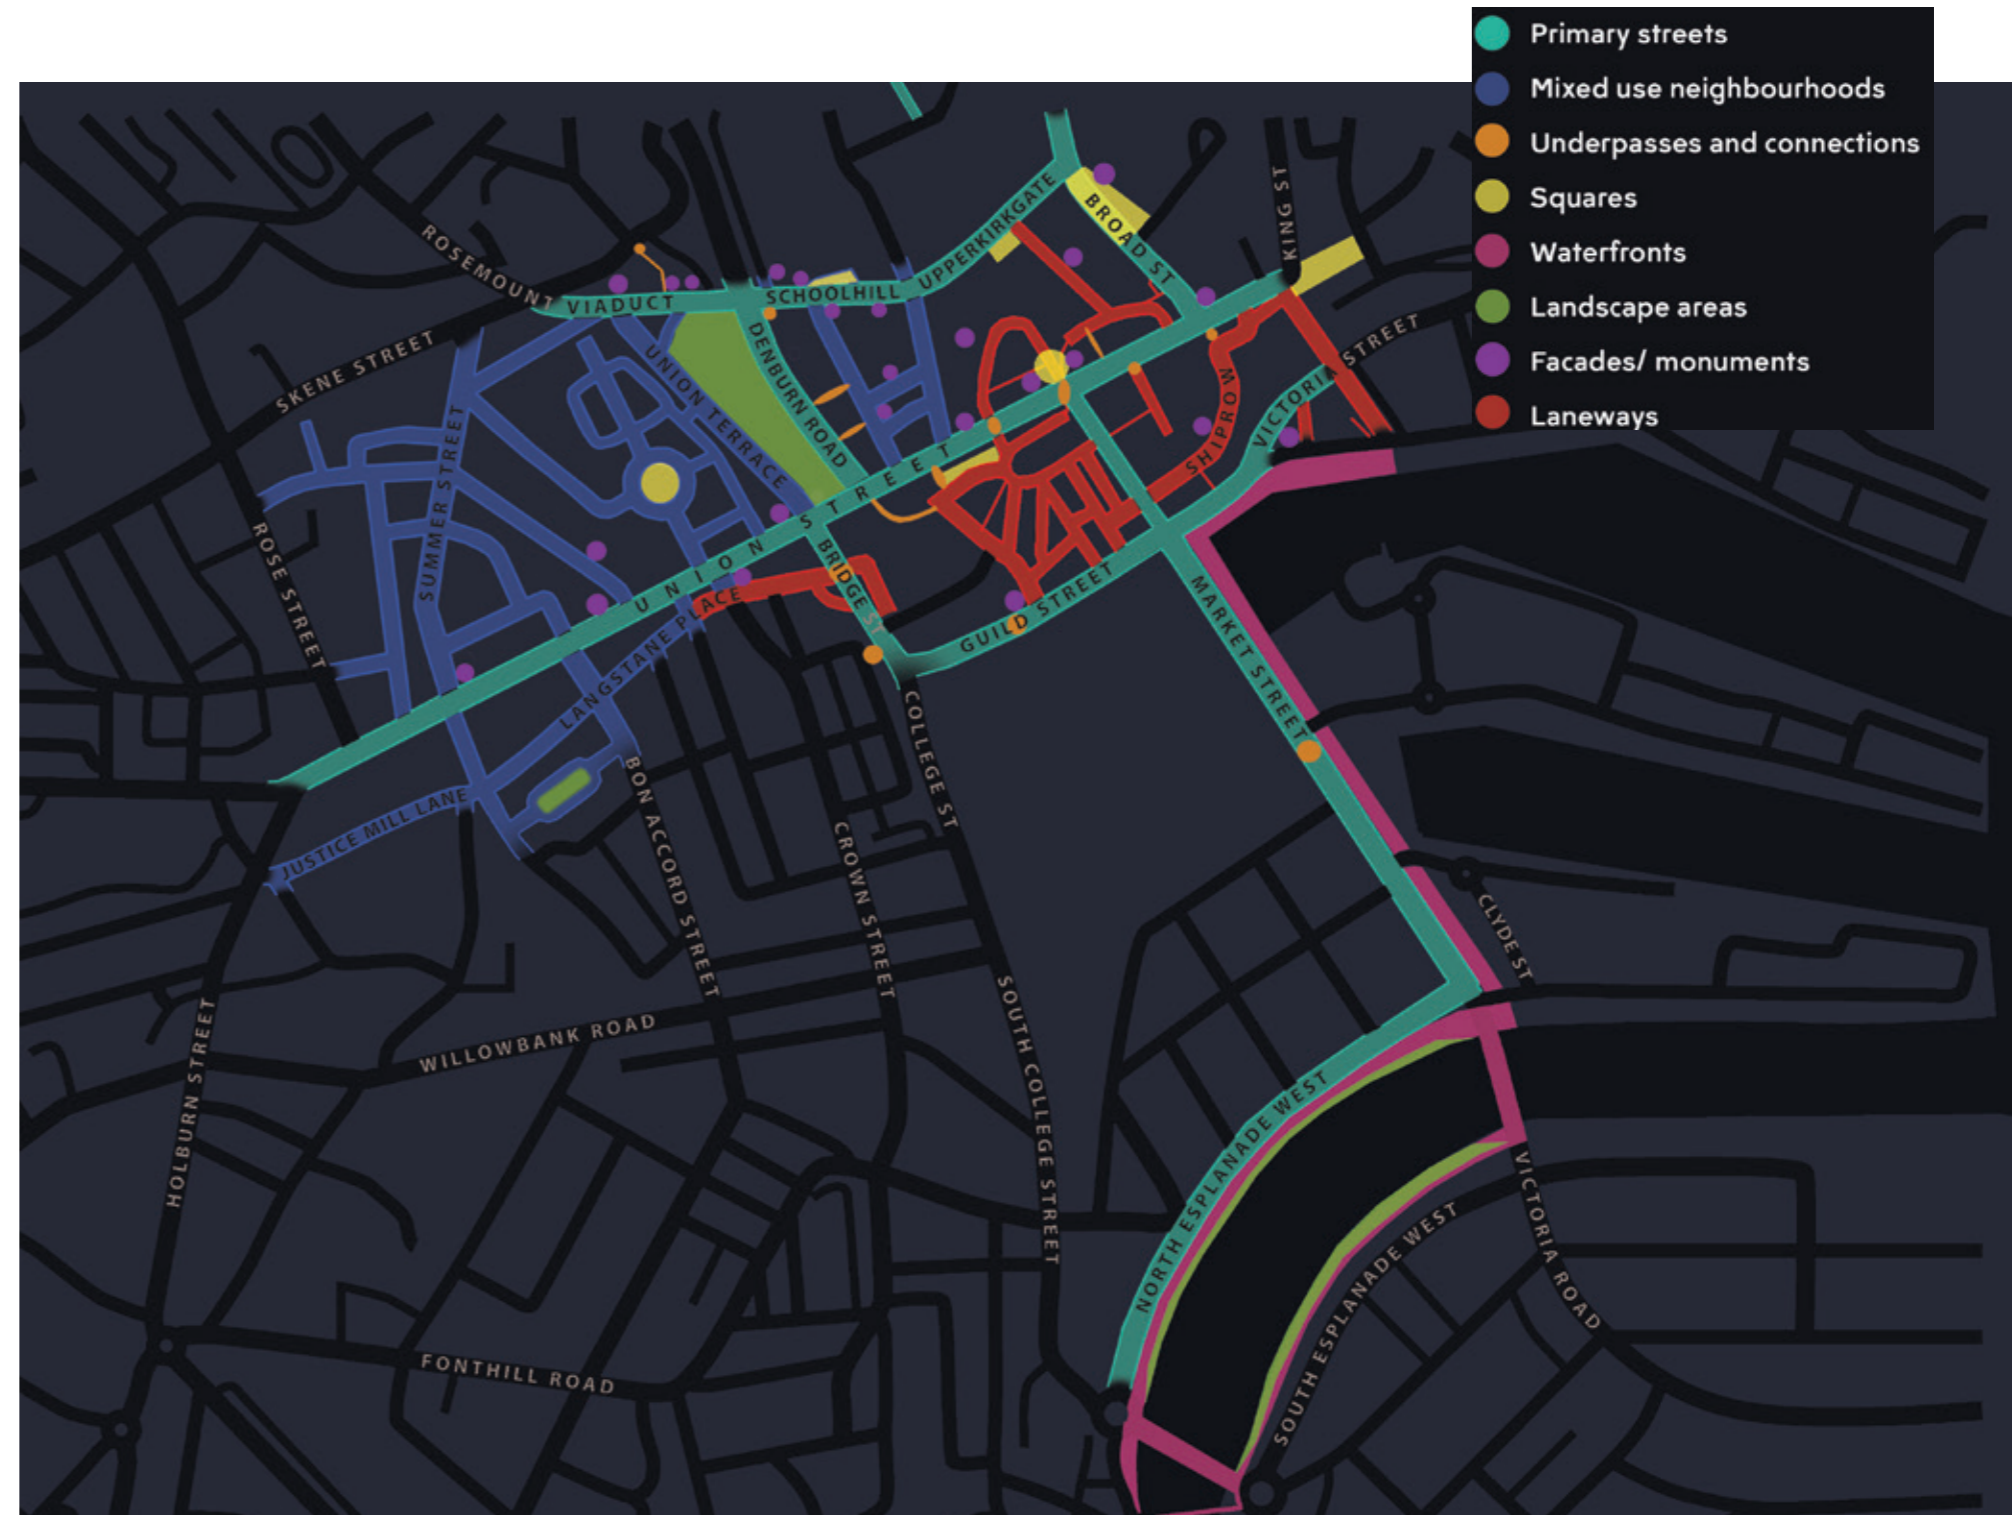 Primary streets
Mixed use neighbourhoods
Underpasses and connections
Squares
Waterfronts
Landscape areas
Facades/ monuments
Laneways
ROSEMOUNT
VIADUCT
SCHOOLHILL
UPPERKIRKGATE
BROAD ST
KING ST
SKENE STREET
UNION TERRACE
DENBURN ROAD
SHIPROW
VICTORIA STREET
SUMMER STREET
ROSE STREET
UNION STREET
BRIDGE ST
LANGSTANE PLACE
GUILD STREET
MARKET STREET
JUSTICE MILL LANE
BON ACCORD STREET
CROWN STREET
COLLEGE ST
CLYDE ST
HOLBURN STREET
WILLOWBANK ROAD
SOUTH COLLEGE STREET
NORTH ESPLANADE WEST
SOUTH ESPLANADE WEST
VICTORIA ROAD
FONTHILL ROAD